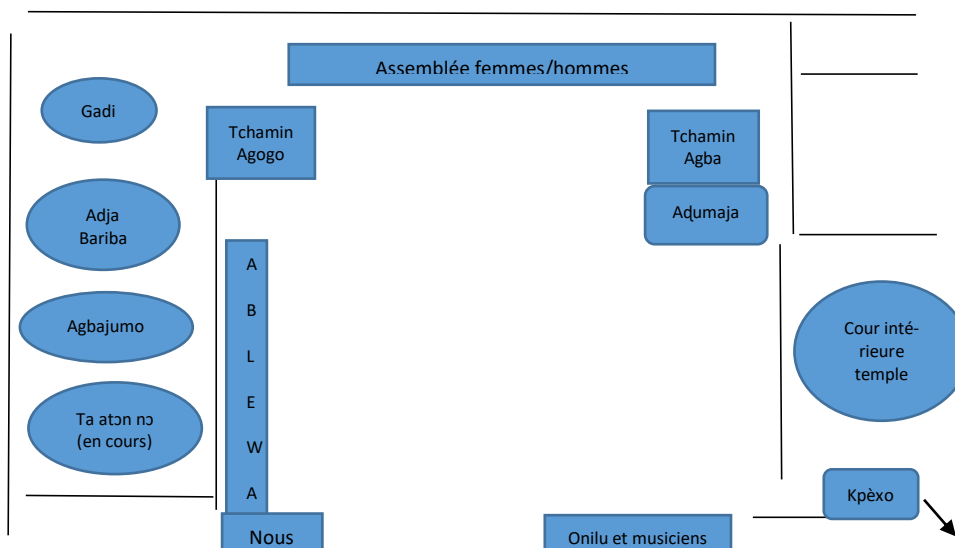 Assemblée femmes/hommes
Gadi
Tchamin
Agogo
Tchamin
Agba
Adja
Bariba
Aɖumaja
A
B
L
E
W
A
Agbajumo
Cour inté-
rieure
temple
Ta atɔn nɔ
(en cours)
Kpèxo
Nous
Onilu et musiciens